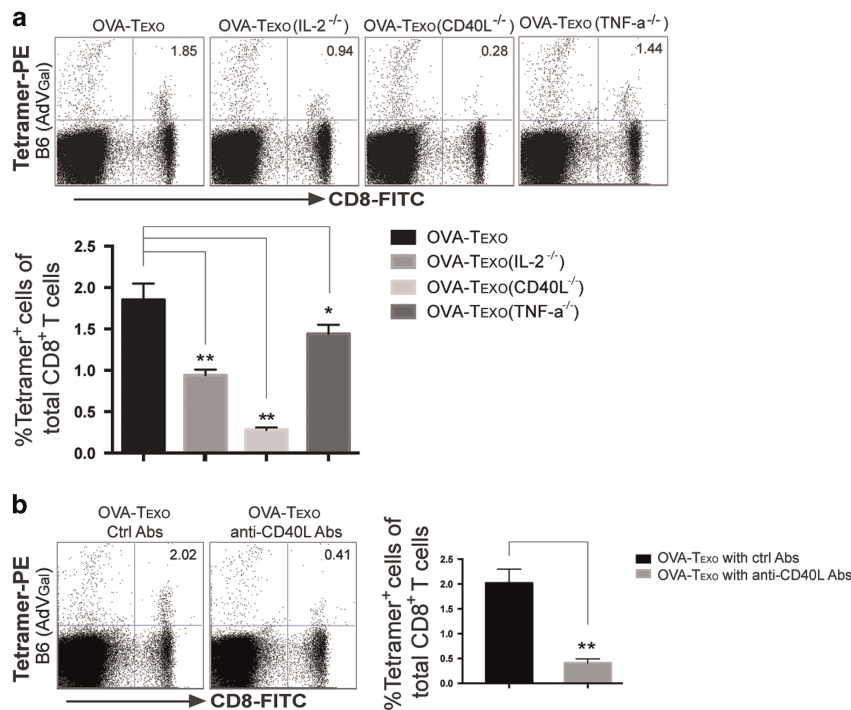 a
OVA-TEXO
OVA-TEXO (IL-2 -/-)
OVA-TEXO(CD40L-/-)
OVA-TEXO (TNF-a-/-)
1.85
0.94
0.28
1.44
Tetramer-PE
B6 (AdVGal)
CD8-FITC
%Tetramer+ cells of
total CD8+ T cells
2.5
2.0
1.5
1.0
0.5
0.0
**
**
*
OVA-TEXO
OVA-TEXO(IL-2 -/-)
OVA-TEXO(CD40L-/-)
OVA-TEXO(TNF-a-/-)
b
OVA-TEXO
Ctrl Abs
OVA-TEXO
anti-CD40L Abs
2.02
0.41
Tetramer-PE
B6 (AdVGal)
CD8-FITC
%Tetramer+ cells of
total CD8+ T cells
2.5
2.0
1.5
1.0
0.5
0.0
**
OVA-TEXO with ctrl Abs
OVA-TEXO with anti-CD40L Abs